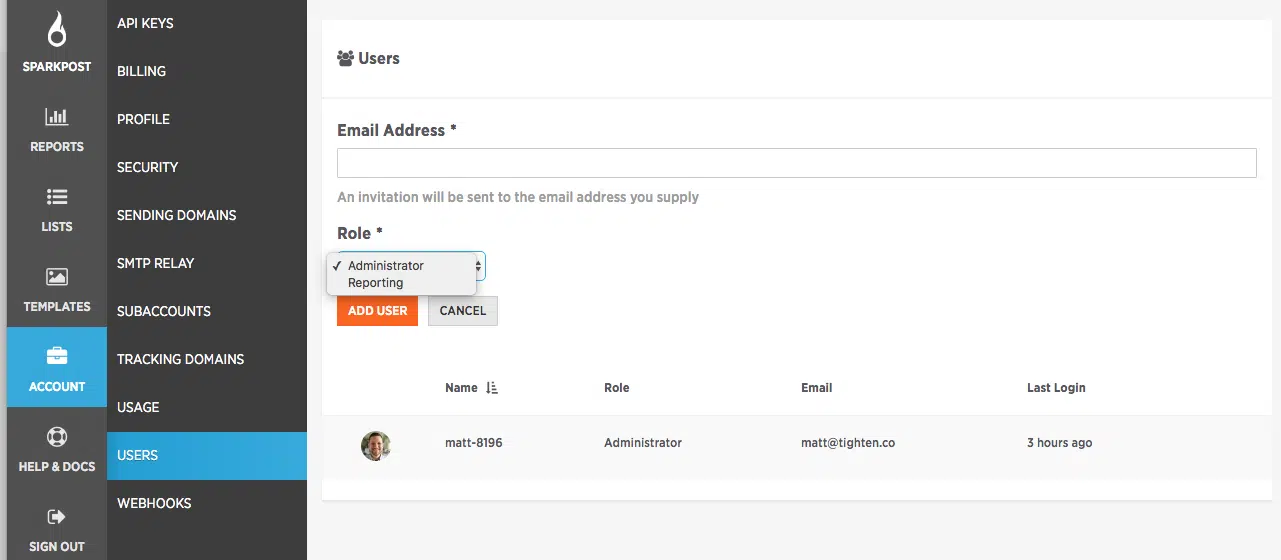 SPARKPOST
REPORTS
LISTS
TEMPLATES
ACCOUNT
HELP & DOCS
SIGN OUT
API KEYS
BILLING
PROFILE
SECURITY
SENDING DOMAINS
SMTP RELAY
SUBACCOUNTS
TRACKING DOMAINS
USAGE
USERS
WEBHOOKS
Users
Email Address *
An invitation will be sent to the email address you supply
Role *
✓ Administrator
Reporting
ADD USER CANCEL
Name Role Email Last Login
matt-8196 Administrator matt@tighten.co 3 hours ago